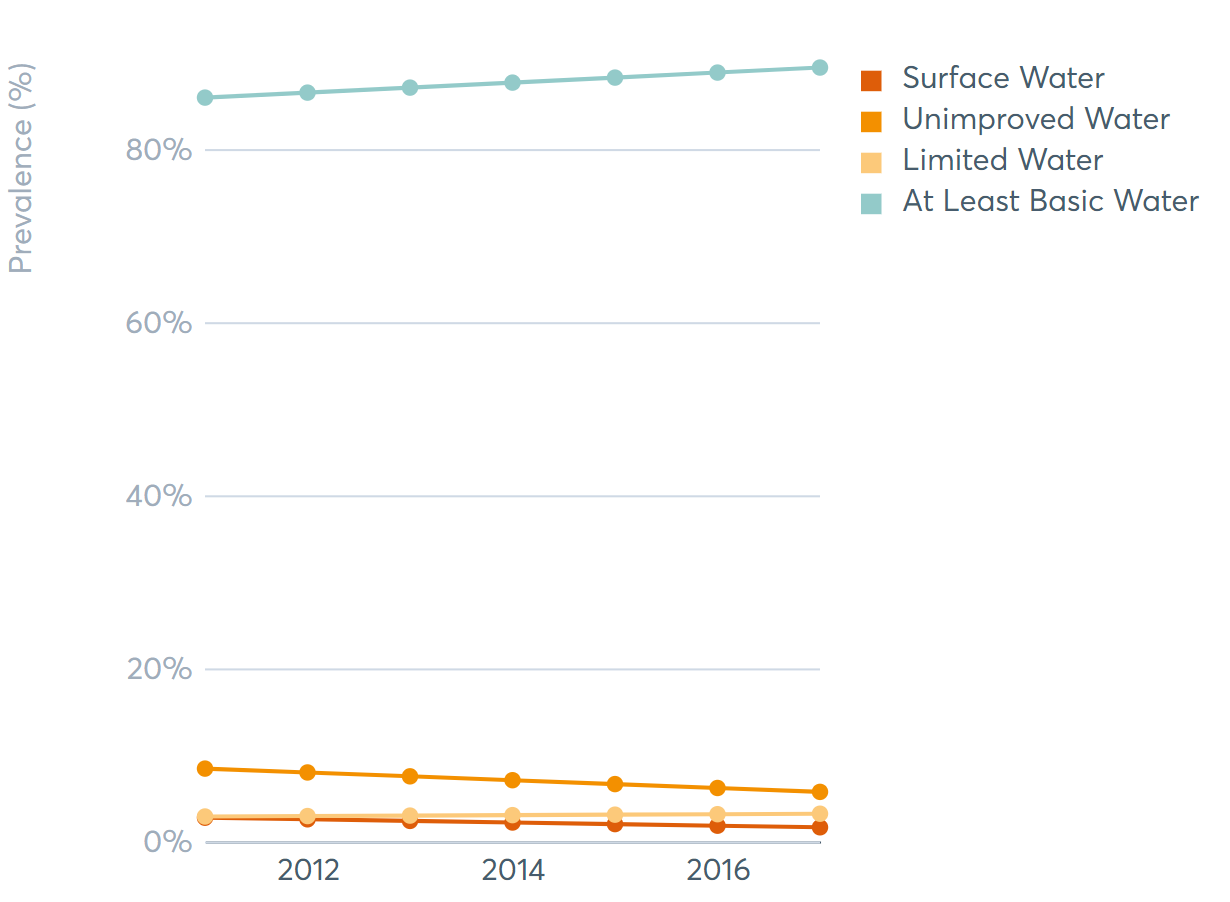 Prevalence (%)
80%
60%
40%
20%
0%
2012
2014
2016
Surface Water
Unimproved Water
Limited Water
At Least Basic Water